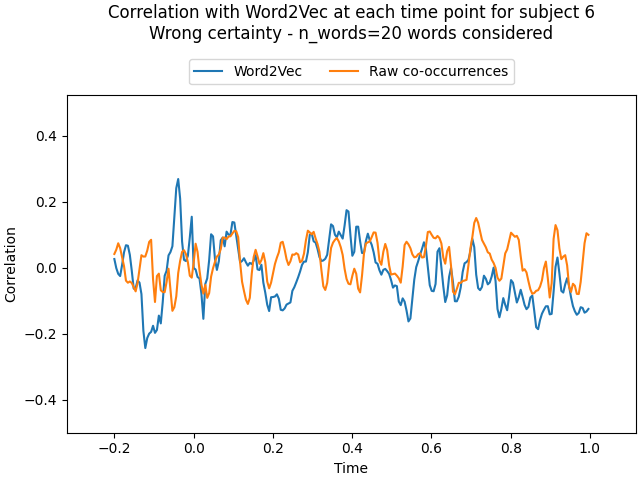 Correlation with Word2Vec at each time point for subject 6
Wrong certainty - n_words=20 words considered
Word2Vec
Raw co-occurrences
0.4
0.2
0.0
−0.2
−0.4
Correlation
−0.2
0.0
0.2
0.4
0.6
0.8
1.0
Time